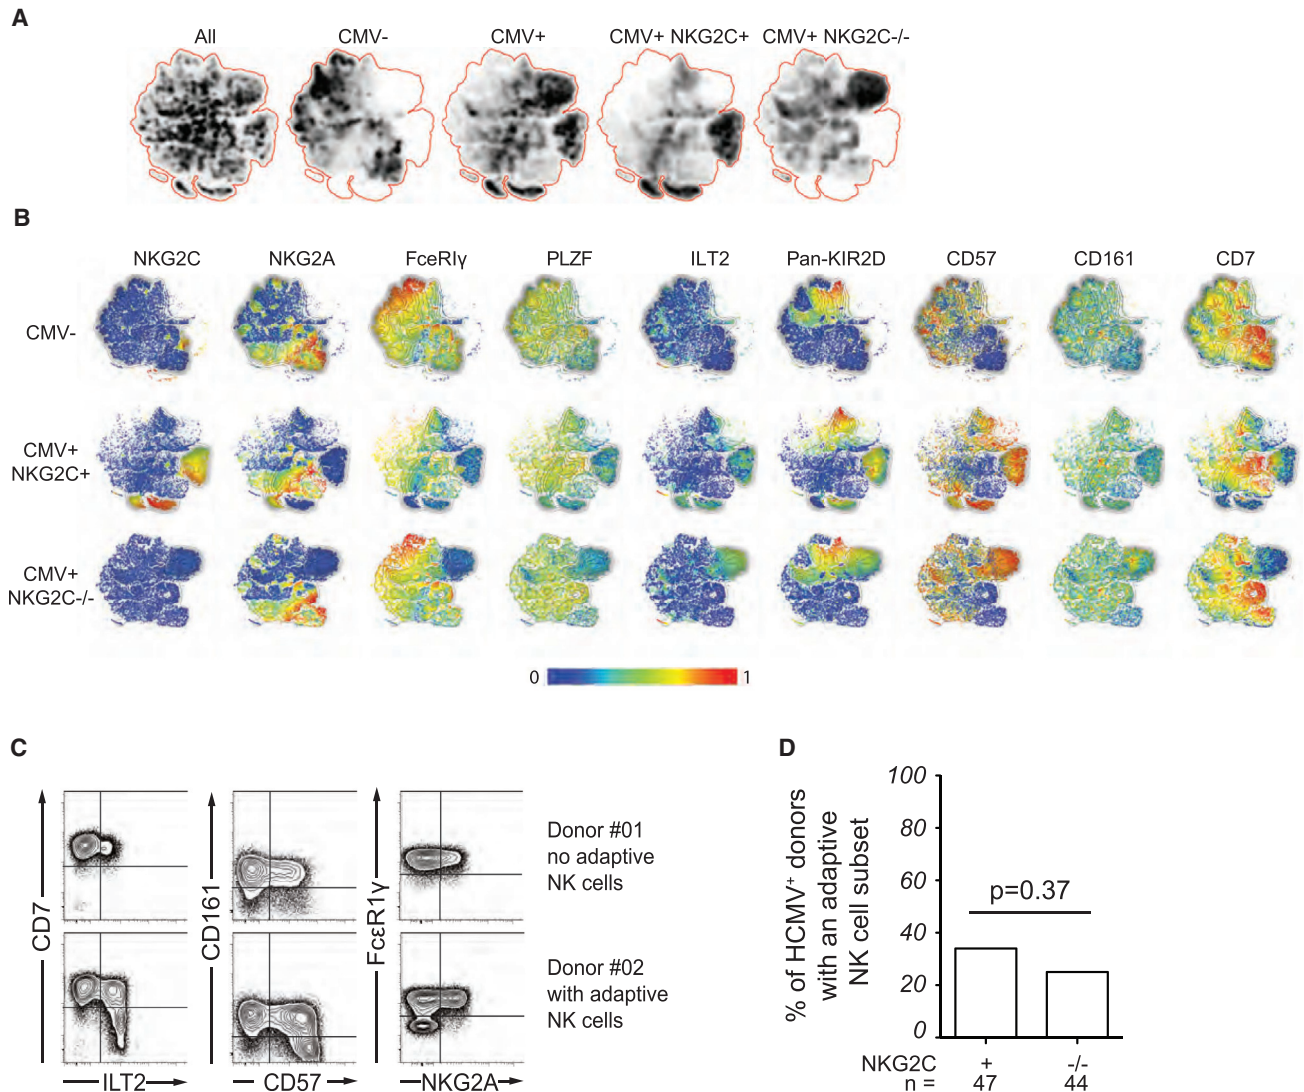 A
All CMV- CMV+ CMV+ NKG2C+ CMV+ NKG2C-/-
B
NKG2C NKG2A FceRIγ PLZF ILT2 Pan-KIR2D CD57 CD161 CD7
CMV-
CMV+
NKG2C+
CMV+
NKG2C-/-
0 1
C
CD7
CD161
FcεR1γ
Donor #01
no adaptive
NK cells
Donor #02
with adaptive
NK cells
ILT2 CD57 NKG2A
D
% of HCMV⁺ donors
with an adaptive
NK cell subset
100
80
60
40
20
0
p=0.37
NKG2C + -/-
n = 47 44